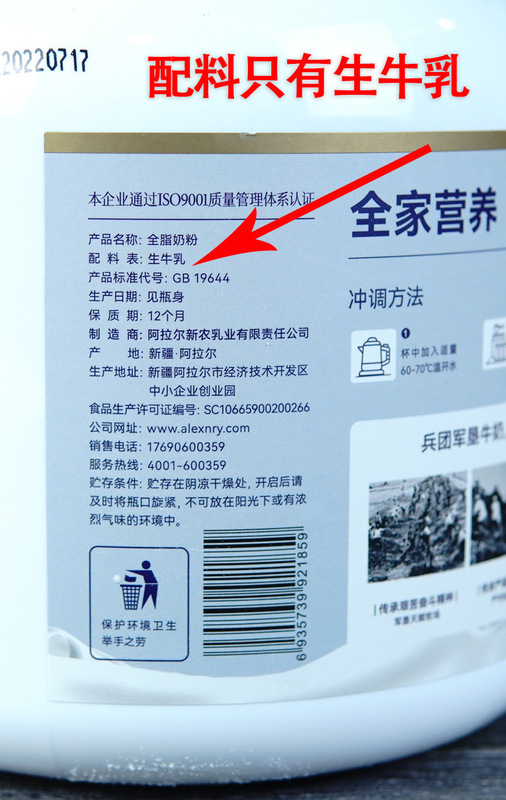 20220717
配料只有生牛乳
本企业通过ISO9001质量管理体系认证
产品名称: 全脂奶粉
配 料 表: 生牛乳
产品标准代号: GB 19644
生产日期: 见瓶身
保 质 期: 12个月
制 造 商: 阿拉尔新农乳业有限责任公司
产 地: 新疆·阿拉尔
生产地址: 新疆阿拉尔市经济技术开发区
中小企业创业园
食品生产许可证编号: SC10665900200266
公司网址: www.alexnry.com
销售电话: 17690600359
服务热线: 4001-600359
贮存条件: 贮存在阴凉干燥处, 开启后请
及时将瓶口旋紧, 不可放在阳光下或有浓
烈气味的环境中。
保护环境卫生
举手之劳
6 935739 921859
全家营养
冲调方法
1
杯中加入适量
60-70℃温开水
兵团军垦牛奶
传承艰苦奋斗精神
军垦天赋牧场